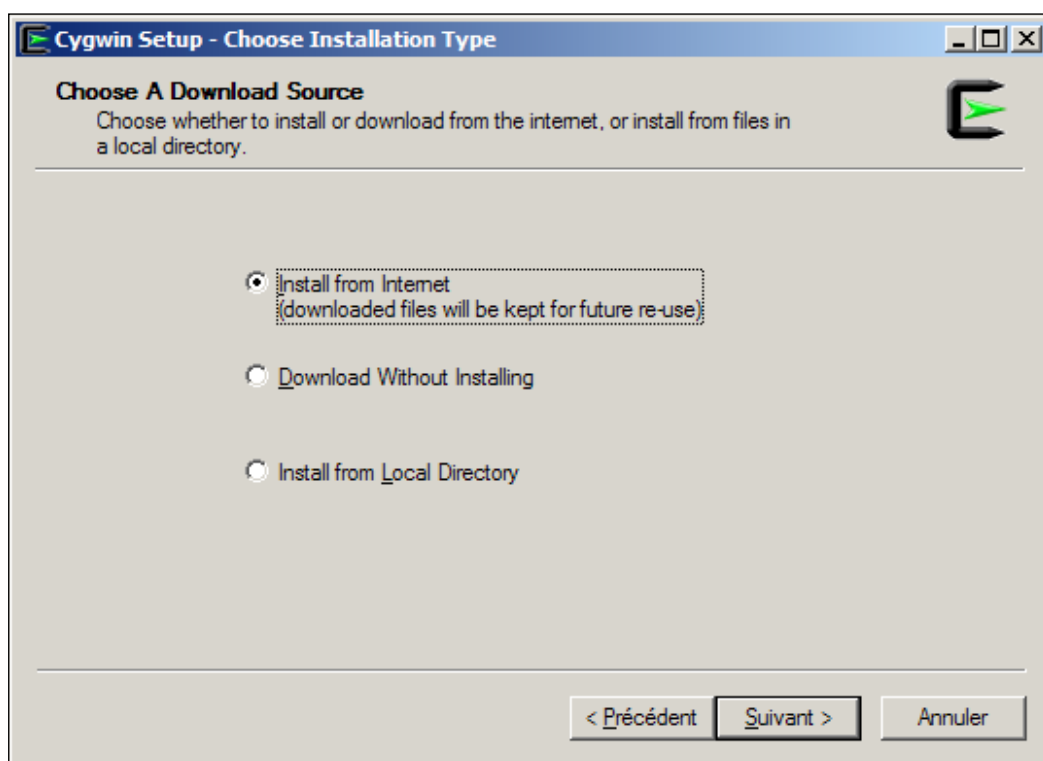 Cygwin Setup - Choose Installation Type
Choose A Download Source
Choose whether to install or download from the internet, or install from files in
a local directory.
Install from Internet
(downloaded files will be kept for future re-use)
Download Without Installing
Install from Local Directory
< Précédent Suivant > Annuler